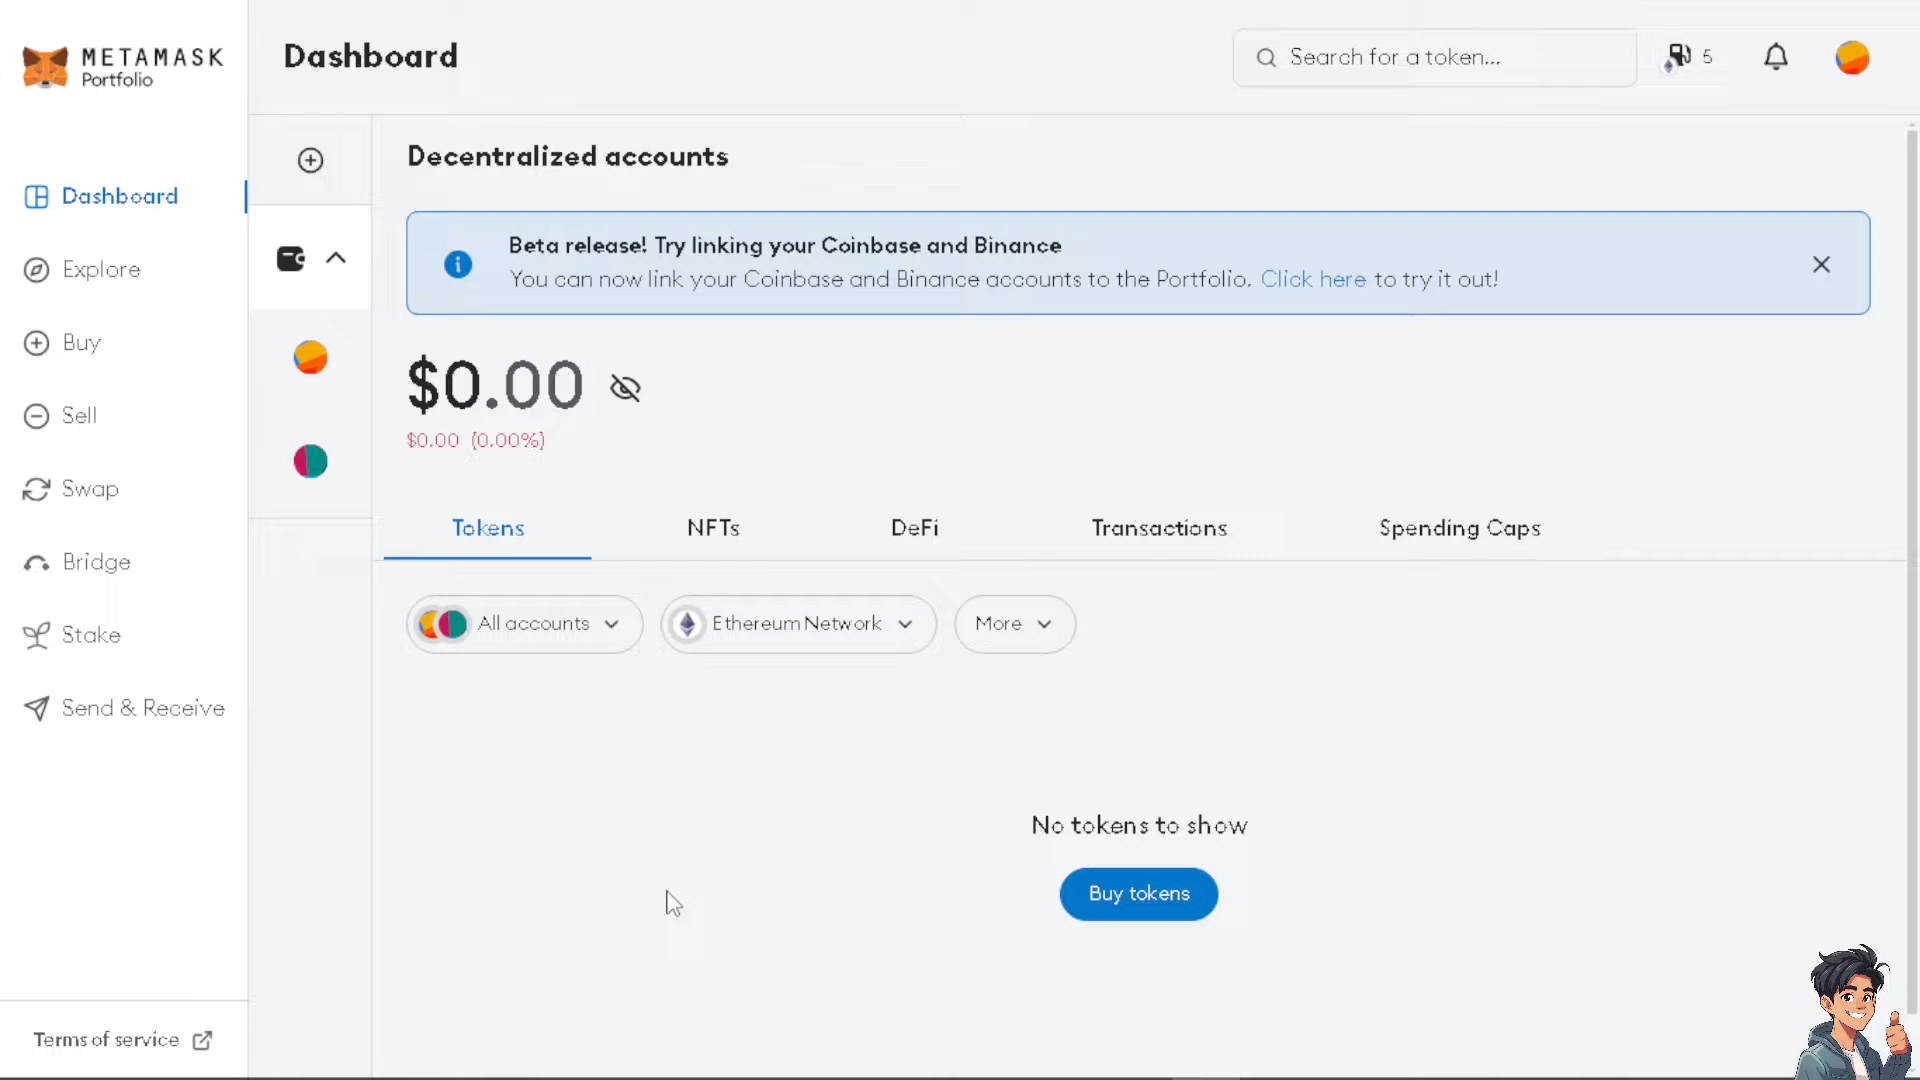 METAMASK
Portfolio
Dashboard
Search for a token...
5
Dashboard
Explore
Buy
Sell
Swap
Bridge
Stake
Send & Receive
Terms of service
Decentralized accounts
Beta release! Try linking your Coinbase and Binance
You can now link your Coinbase and Binance accounts to the Portfolio. Click here to try it out!
$0.00
$0.00 (0.00%)
Tokens NFTs DeFi Transactions Spending Caps
All accounts Ethereum Network More
No tokens to show
Buy tokens